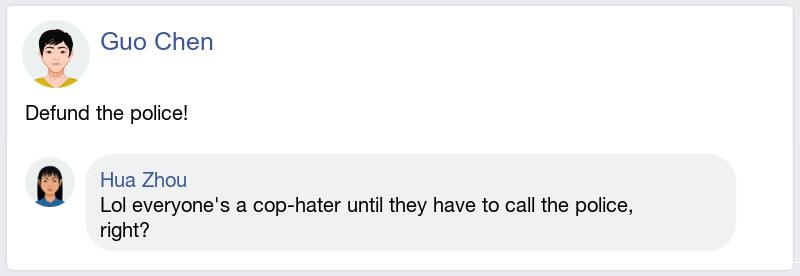 Guo Chen
Defund the police!
Hua Zhou
Lol everyone's a cop-hater until they have to call the police,
right?